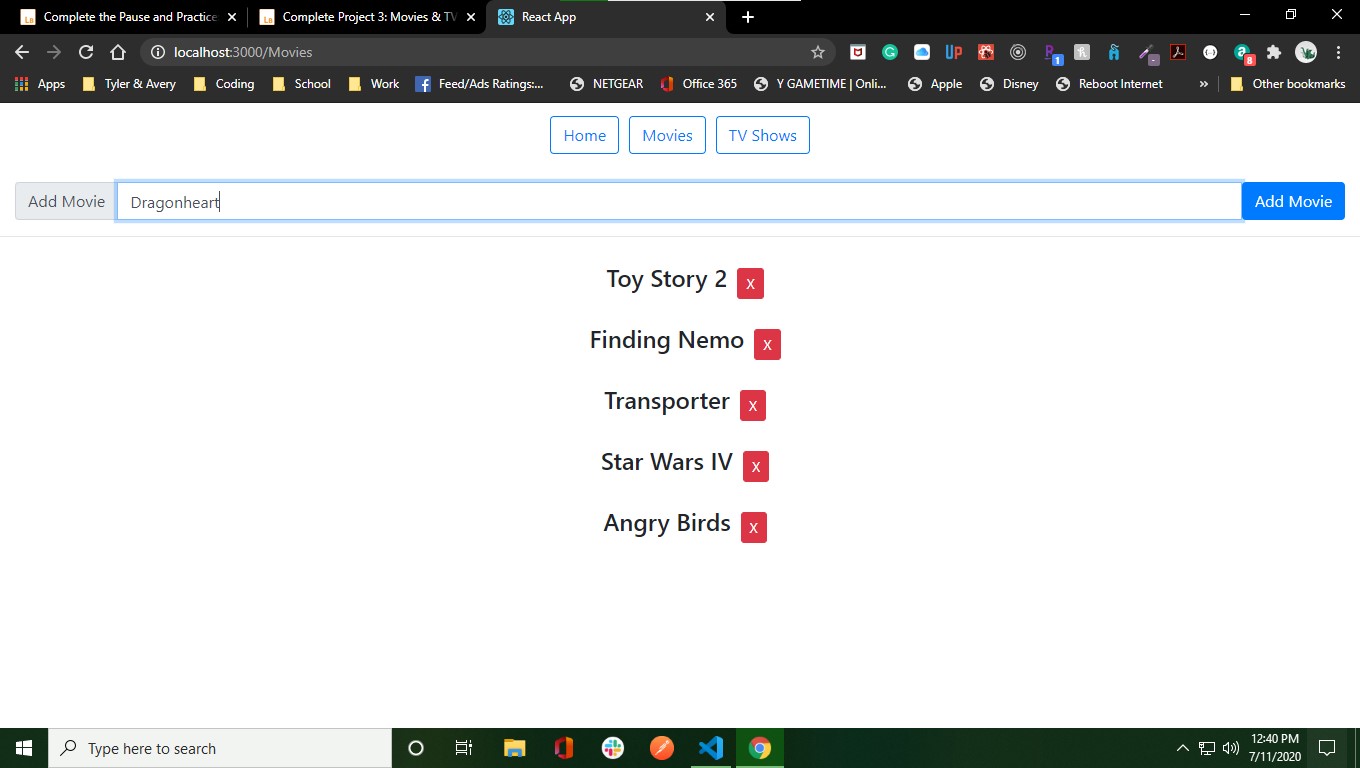 Complete the Pause and Practice
Complete Project 3: Movies & TV
React App
localhost:3000/Movies
Up
1
8
Apps
Tyler & Avery
Coding
School
Work
Feed/Ads Ratings:...
NETGEAR
Office 365
Y GAMETIME | Onli...
Apple
Disney
Reboot Internet
»
Other bookmarks
Home
Movies
TV Shows
Add Movie
Dragonheart
Add Movie
Toy Story 2 X
Finding Nemo X
Transporter X
Star Wars IV X
Angry Birds X
Type here to search
12:40 PM
7/11/2020